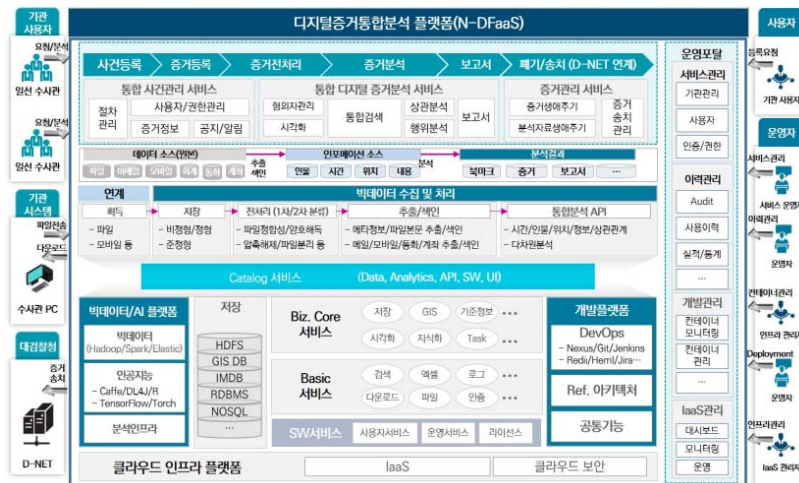 디지털증거통합분석 플랫폼(N-DFaaS)
기관
사용자
요청/분석
일선 수사관
요청/분석
일선 수사관
기관
시스템
파일전송
다운로드
수사관 PC
대검찰청
증거
송치
D-NET
사건등록
증거등록
증거전처리
증거분석
보고서
폐기/송치 (D-NET 연계)
통합 사건관리 서비스
절차
관리
사용자/권한관리
증거정보
공지/알림
통합 디지털 증거분석 서비스
혐의자관리
시각화
통합검색
상관분석
행위분석
보고서
증거관리 서비스
증거생애주기
분석자료생애주기
증거
송치
관리
데이터 소스(원본)
파일
이메일
모바일
통화
계좌
추출
색인
인포메이션 소스
인물
시간
위치
내용
분석
분석결과
북마크
증거
보고서
...
연계
빅데이터 수집 및 처리
획득
- 파일
- 모바일 등
저장
- 비정형/정형
- 준정형
전처리 (1차/2차 분류)
- 파일정합성/암호해독
- 압축해제/파일분리 등
추출/색인
- 메타정보/파일본문 추출/색인
- 메일/모바일/통화/계좌 추출/색인
통합분석 API
- 시간/인물/위치/정보/상관관계
- 다차원분석
Catalog 서비스 (Data, Analytics, API, SW, UI)
빅데이터/AI 플랫폼
빅데이터
(Hadoop/Spark/Elastic)
인공지능
- Caffe/DL4J/R
- TensorFlow/Torch
분석인프라
저장
HDFS
GIS DB
IMDB
RDBMS
NOSQL
...
Biz. Core
서비스
저장
GIS
기준정보
...
시각화
지식화
Task
...
Basic
서비스
검색
엑셀
로그
...
다운로드
파일
인증
...
SW서비스
사용자서비스
운영서비스
라이선스
개발플랫폼
DevOps
- Nexus/Git/Jenkins
- Redii/Heml/Jira...
Ref. 아키텍처
공통기능
클라우드 인프라 플랫폼
IaaS
클라우드 보안
운영포탈
서비스관리
기관관리
사용자
인증/권한
이력관리
Audit
사용이력
실적/통계
...
개발관리
컨테이너
모니터링
컨테이너
관리
...
IaaS관리
대시보드
모니터링
운영
사용자
등록요청
기관 사용자
운영자
서비스관리
서비스 운영자
이력관리
운영자
컨테이너관리
인프라 관리
Deployment
운영자
인프라관리
IaaS 관리자